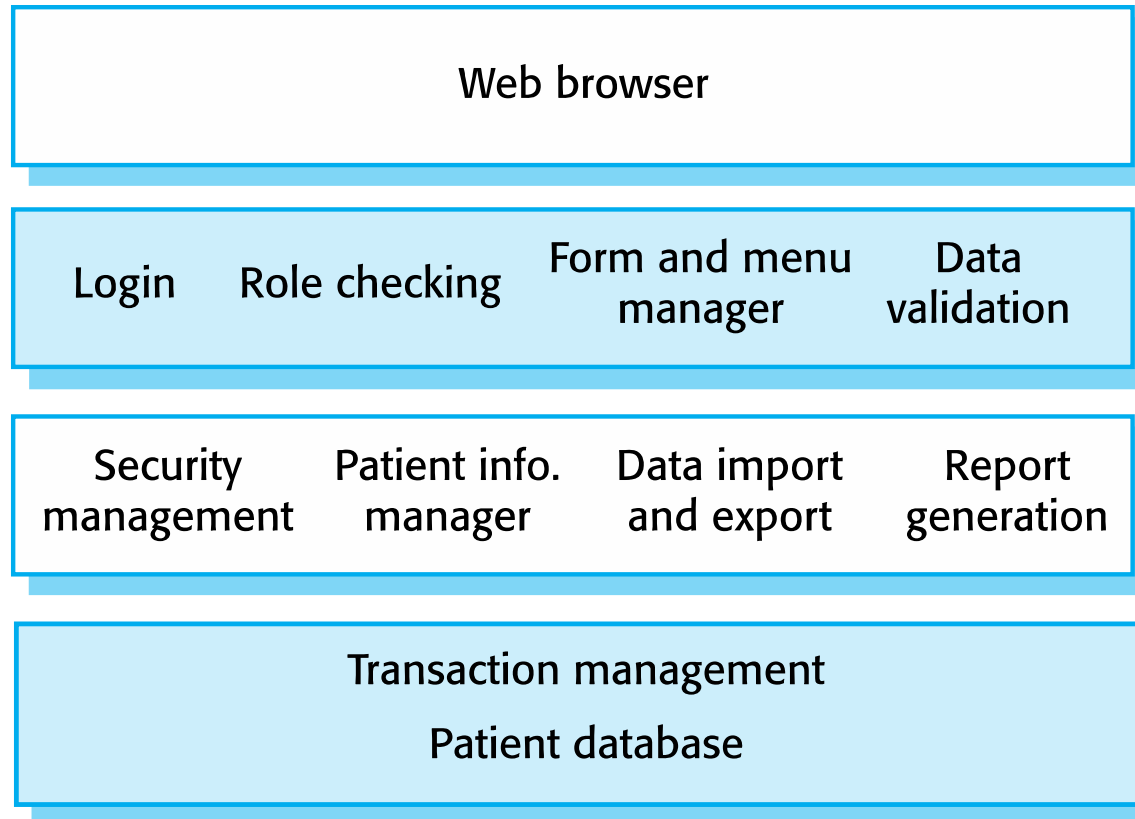 Web browser
Login
Role checking
Form and menu
manager
Data
validation
Security
management
Patient info.
manager
Data import
and export
Report
generation
Transaction management
Patient database